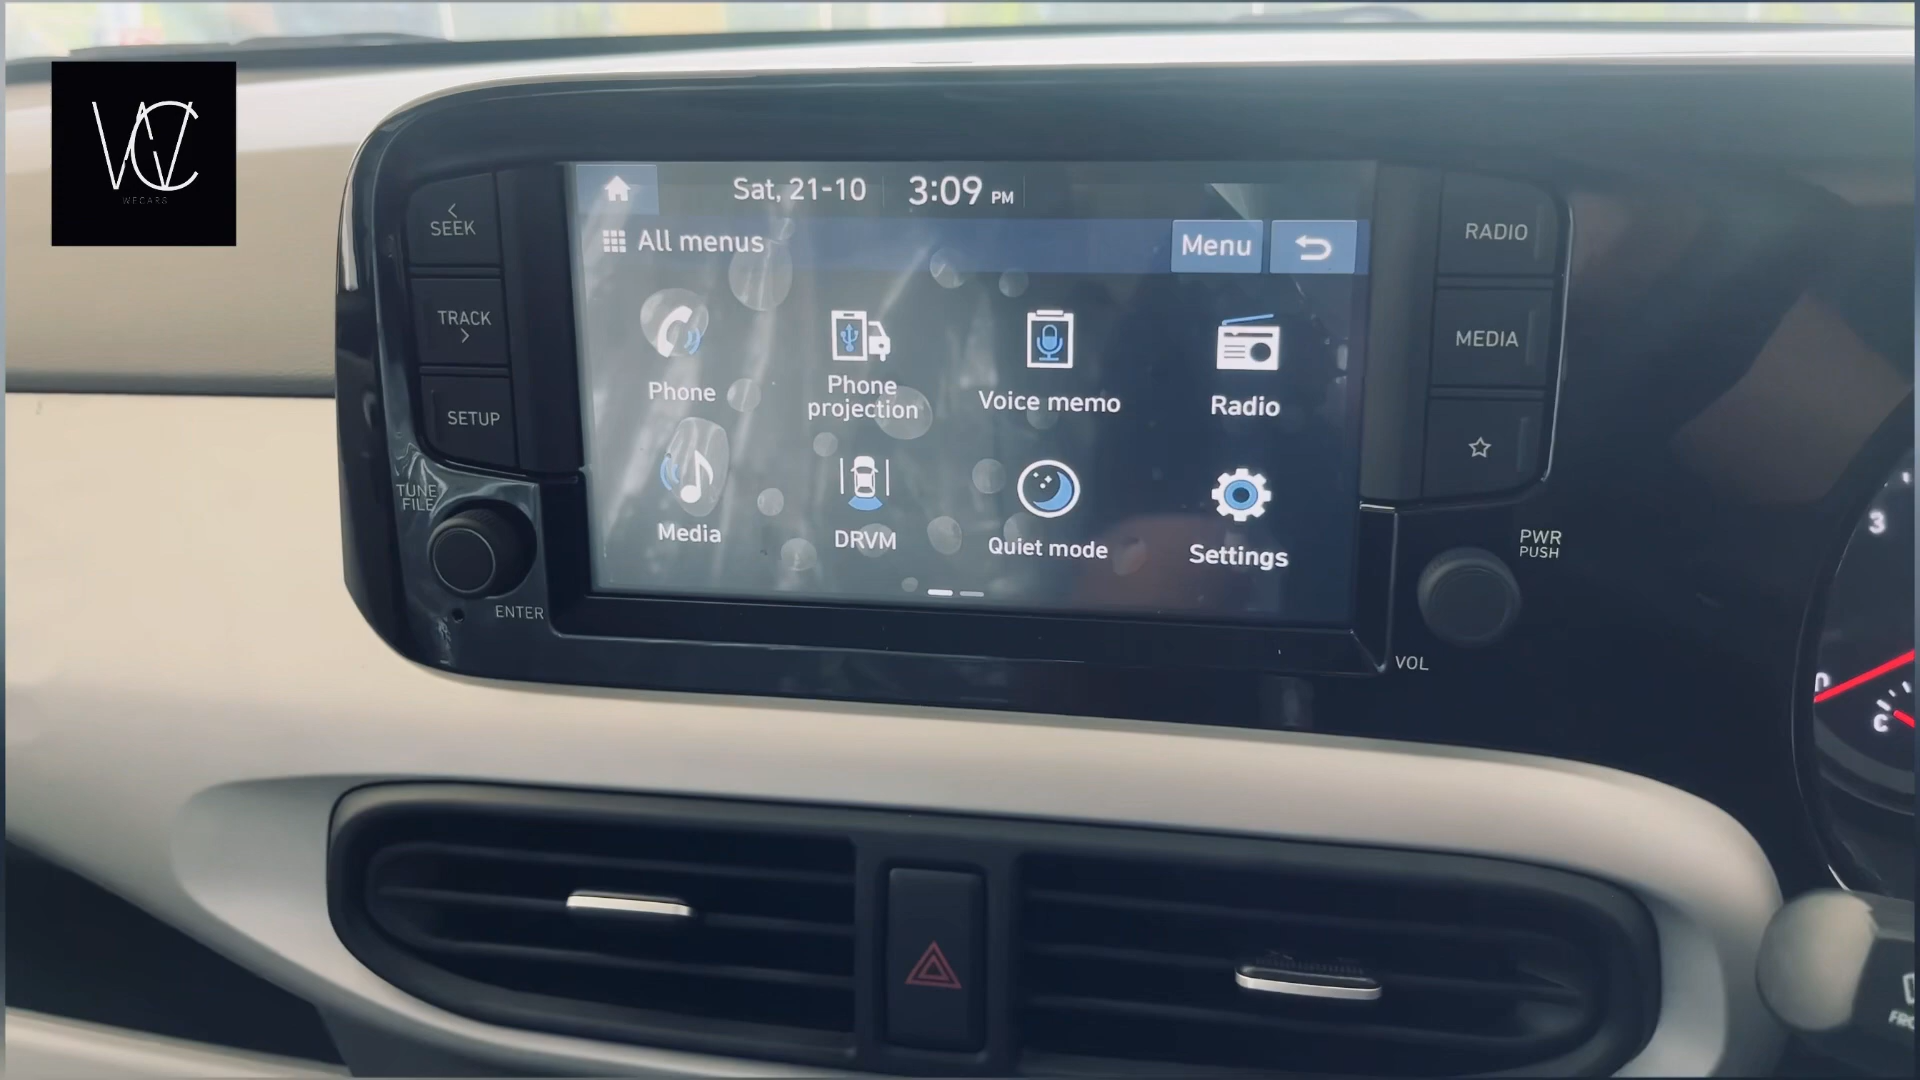 WC
WECARS
Sat, 21-10
3:09 PM
All menus
Menu
Phone
Phone
projection
Voice memo
Radio
Media
DRVM
Quiet mode
Settings
SEEK
TRACK
SETUP
TUNE
FILE
ENTER
RADIO
MEDIA
PWR
PUSH
VOL
3
C